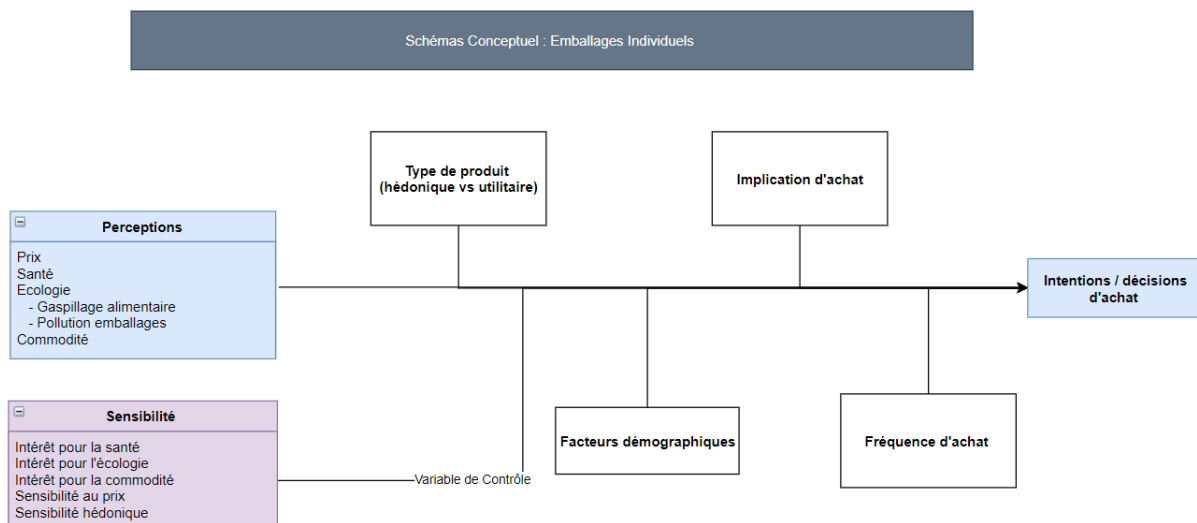 Schémas Conceptuel : Emballages Individuels
Type de produit
(hédonique vs utilitaire)
Implication d'achat
Perceptions
Prix
Santé
Ecologie
- Gaspillage alimentaire
- Pollution emballages
Commodité
Intentions / décisions
d'achat
Sensibilité
Intérêt pour la santé
Intérêt pour l'écologie
Intérêt pour la commodité
Sensibilité au prix
Sensibilité hédonique
Variable de Contrôle
Facteurs démographiques
Fréquence d'achat